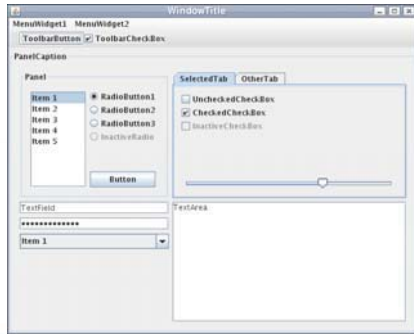 WindowTitle
MenuWidget1 MenuWidget2
ToolbarButton ToolbarCheckBox
PanelCaption
Panel
Item 1
Item 2
Item 3
Item 4
Item 5
RadioButton1
RadioButton2
RadioButton3
InactiveRadio
Button
SelectedTab OtherTab
UncheckedCheckBox
CheckedCheckBox
InactiveCheckBox
TextField
••••••••••••••
Item 1
TextArea